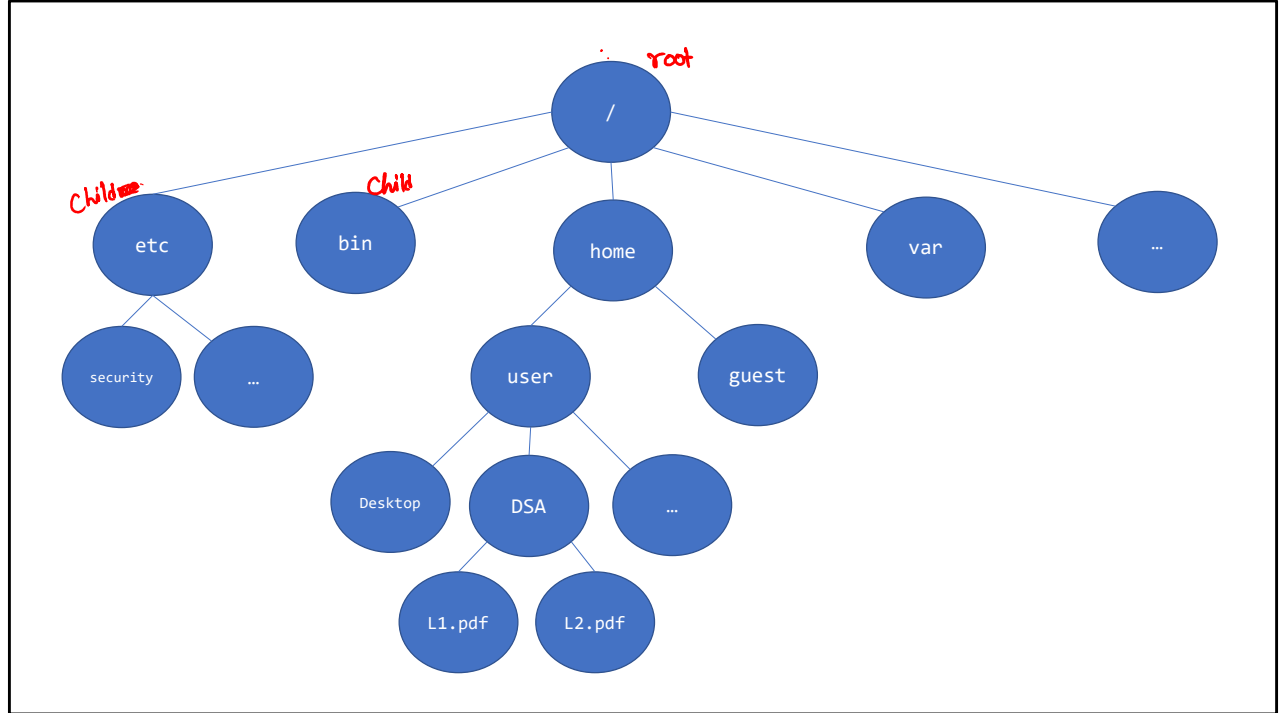 root
/
Child
Child
etc
bin
home
var
…
security
…
user
guest
Desktop
DSA
…
L1.pdf
L2.pdf